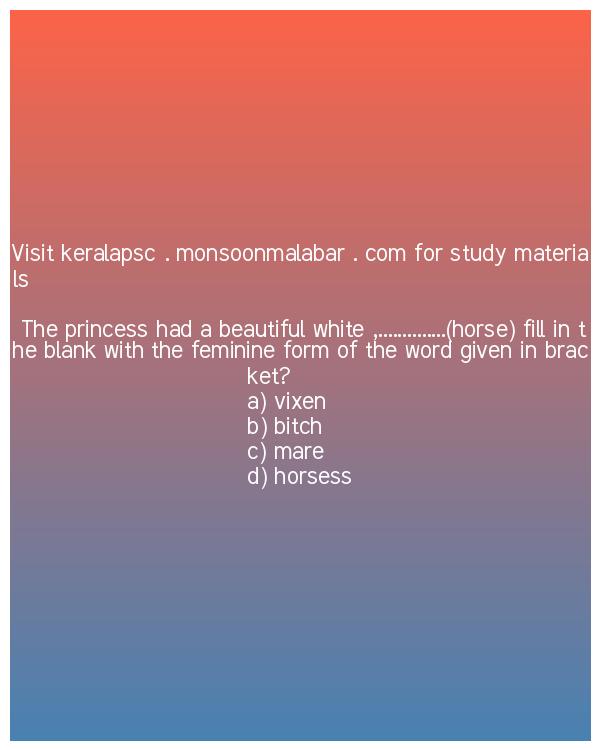 Visit keralapsc . monsoonmalabar . com for study materia
ls
The princess had a beautiful white ,..............(horse) fill in t
he blank with the feminine form of the word given in brac
ket?
a) vixen
b) bitch
c) mare
d) horsess